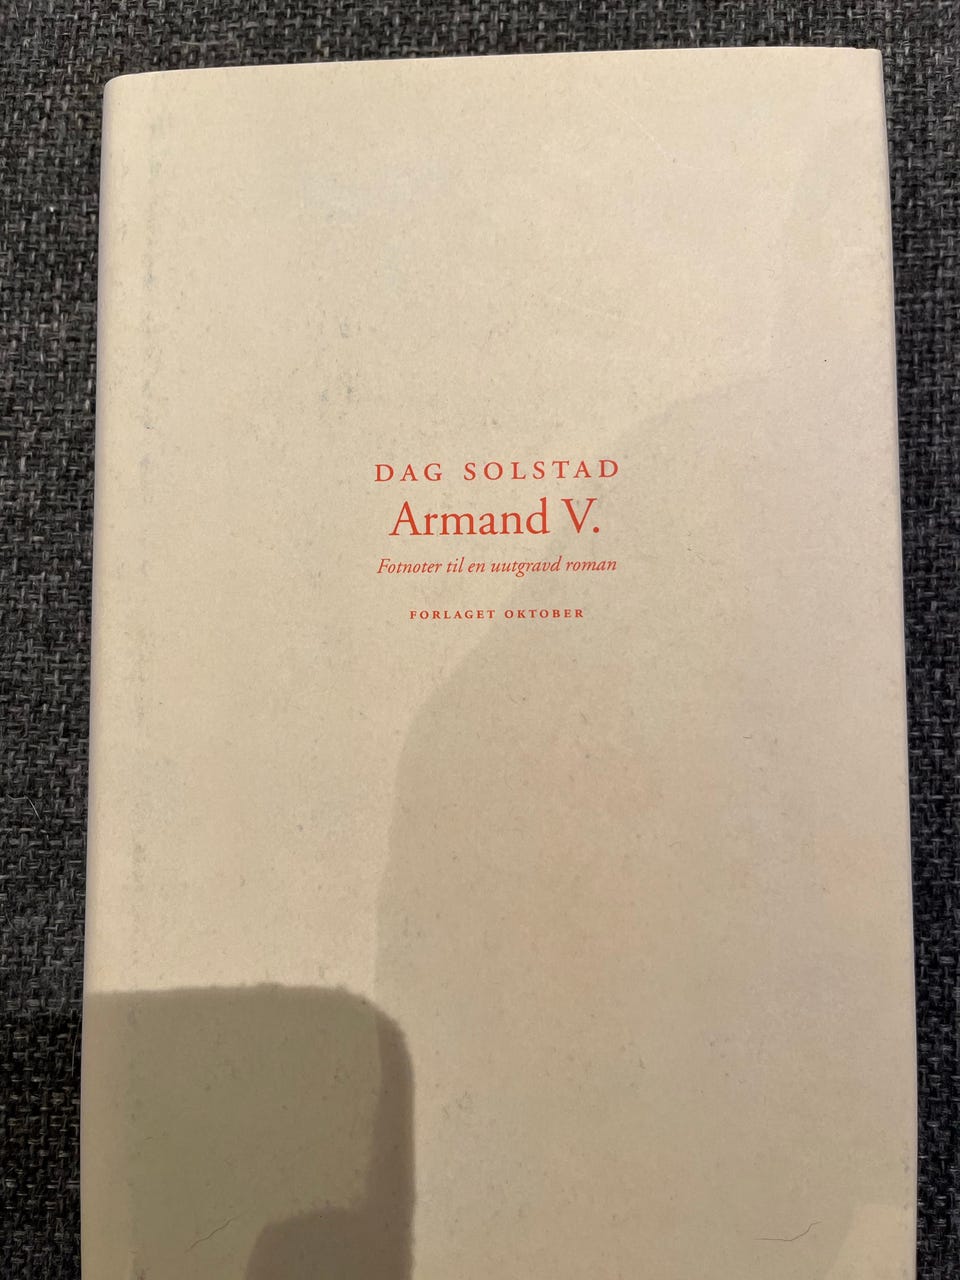 DAG SOLSTAD
Armand V.
Fotnoter til en uutgravd roman
FORLAGET OKTOBER